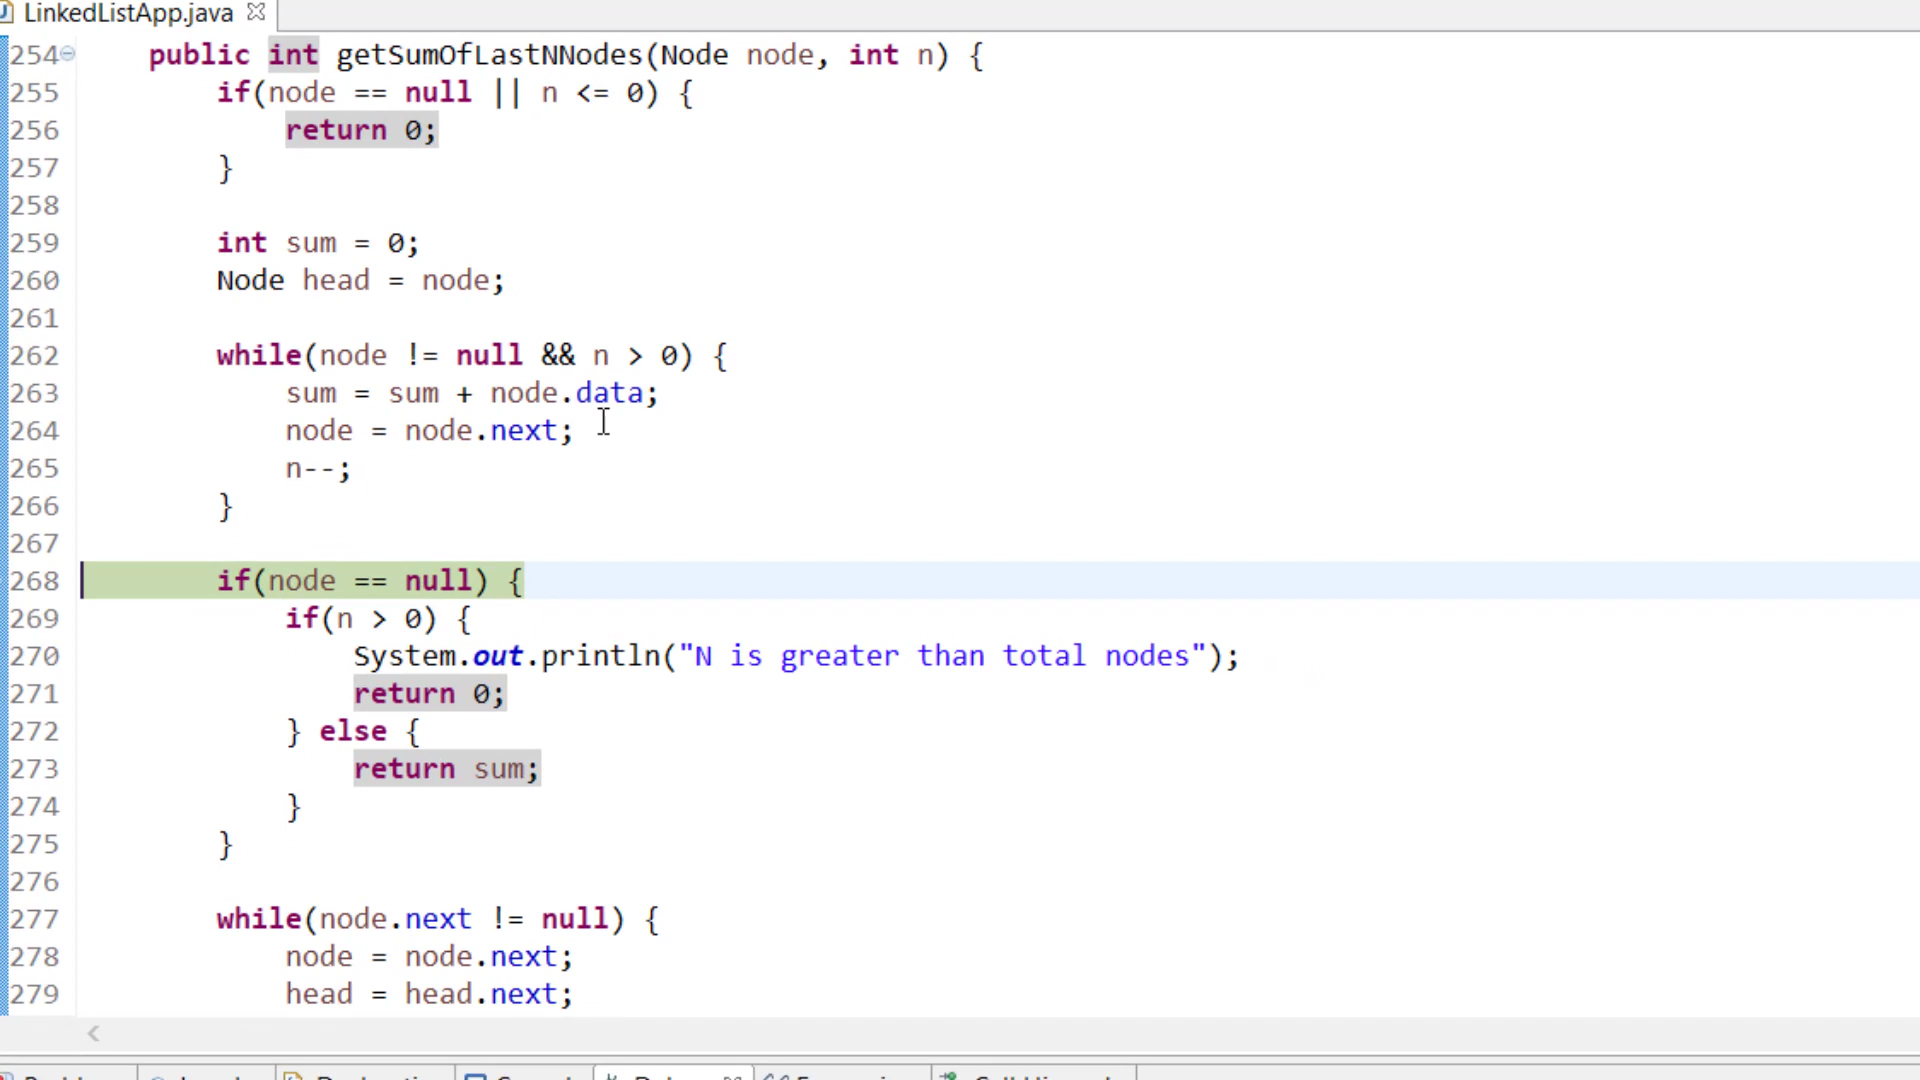 LinkedListApp.java
254 public int getSumOfLastNNodes(Node node, int n) {
255 if(node == null || n <= 0) {
256 return 0;
257 }
258
259 int sum = 0;
260 Node head = node;
261
262 while(node != null && n > 0) {
263 sum = sum + node.data;
264 node = node.next;
265 n--;
266 }
267
268 if(node == null) {
269 if(n > 0) {
270 System.out.println("N is greater than total nodes");
271 return 0;
272 } else {
273 return sum;
274 }
275 }
276
277 while(node.next != null) {
278 node = node.next;
279 head = head.next;